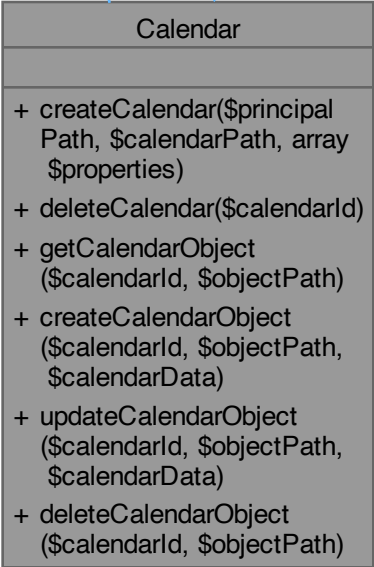 Calendar
+ createCalendar($principal
Path, $calendarPath, array
$properties)
+ deleteCalendar($calendarId)
+ getCalendarObject
($calendarId, $objectPath)
+ createCalendarObject
($calendarId, $objectPath,
$calendarData)
+ updateCalendarObject
($calendarId, $objectPath,
$calendarData)
+ deleteCalendarObject
($calendarId, $objectPath)